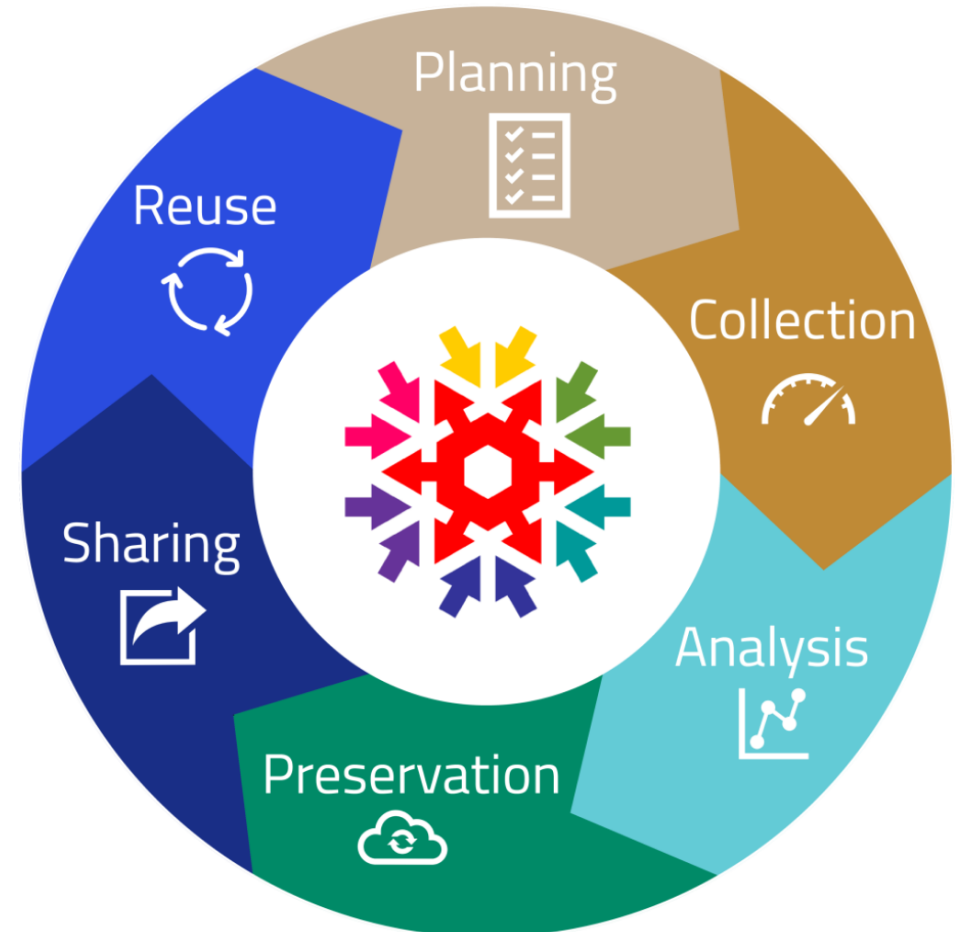 Planning
Collection
Analysis
Preservation
Sharing
Reuse